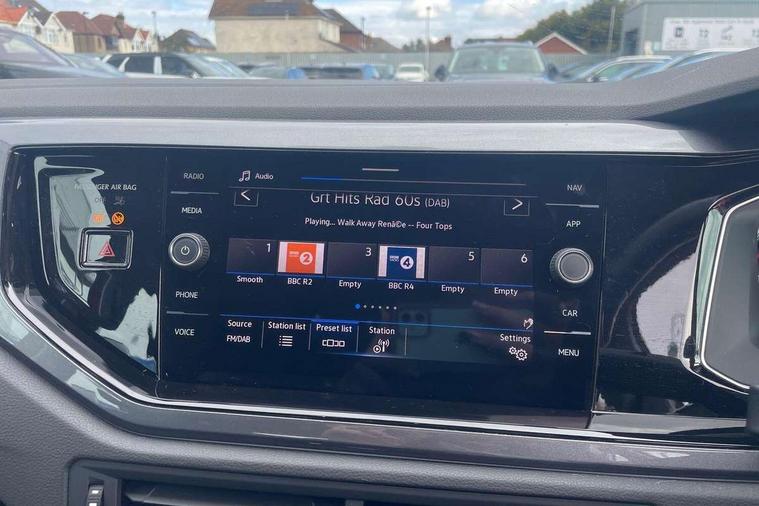 RADIO
MEDIA
PHONE
VOICE
PASSENGER AIR BAG
OFF
Audio
Grt Hits Rad 60s (DAB)
Playing... Walk Away Renã©e -- Four Tops
1
2
3
4
5
6
Smooth
BBC R2
Empty
BBC R4
Empty
Empty
Source
FM/DAB
Station list
Preset list
Station
Settings
NAV
APP
CAR
MENU